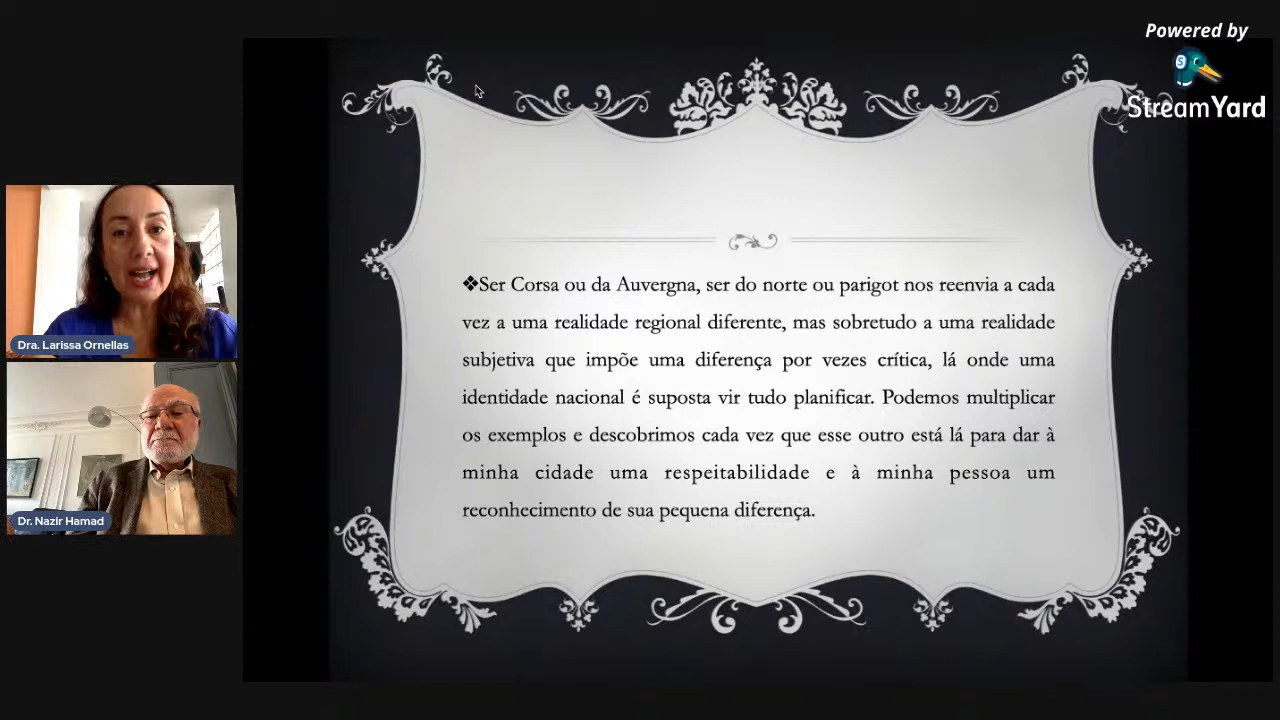 Powered by
StreamYard
❖Ser Corsa ou da Auvergna, ser do norte ou parigot nos reenvia a cada
vez a uma realidade regional diferente, mas sobretudo a uma realidade
subjetiva que impõe uma diferença por vezes crítica, lá onde uma
identidade nacional é suposta vir tudo planificar. Podemos multiplicar
os exemplos e descobrimos cada vez que esse outro está lá para dar à
minha cidade uma respeitabilidade e à minha pessoa um
reconhecimento de sua pequena diferença.
Dra. Larissa Ornellas
Dr. Nazir Hamad